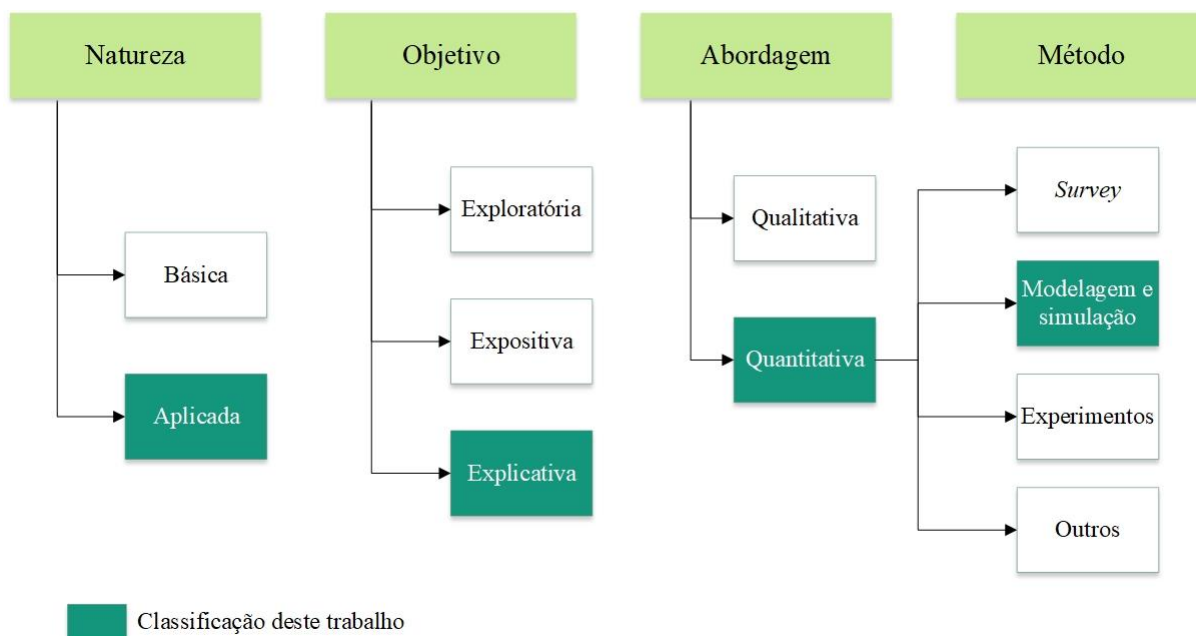 Natureza
Objetivo
Abordagem
Método
Básica
Aplicada
Exploratória
Expositiva
Explicativa
Qualitativa
Quantitativa
Survey
Modelagem e
simulação
Experimentos
Outros
Classificação deste trabalho